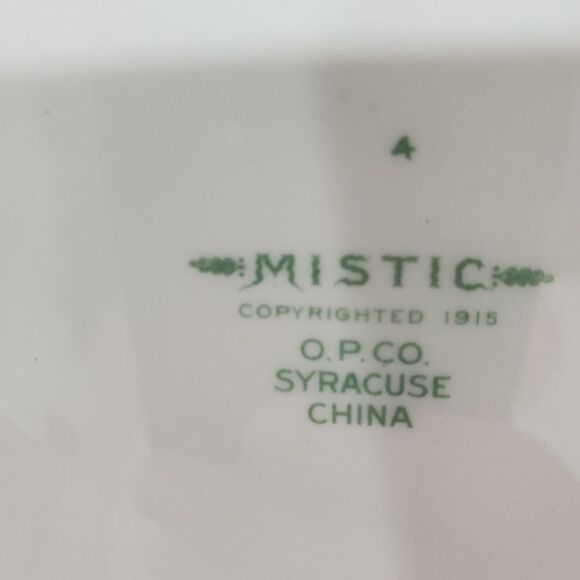 4
MISTIC
COPYRIGHTED 1915
O.P.CO.
SYRACUSE
CHINA